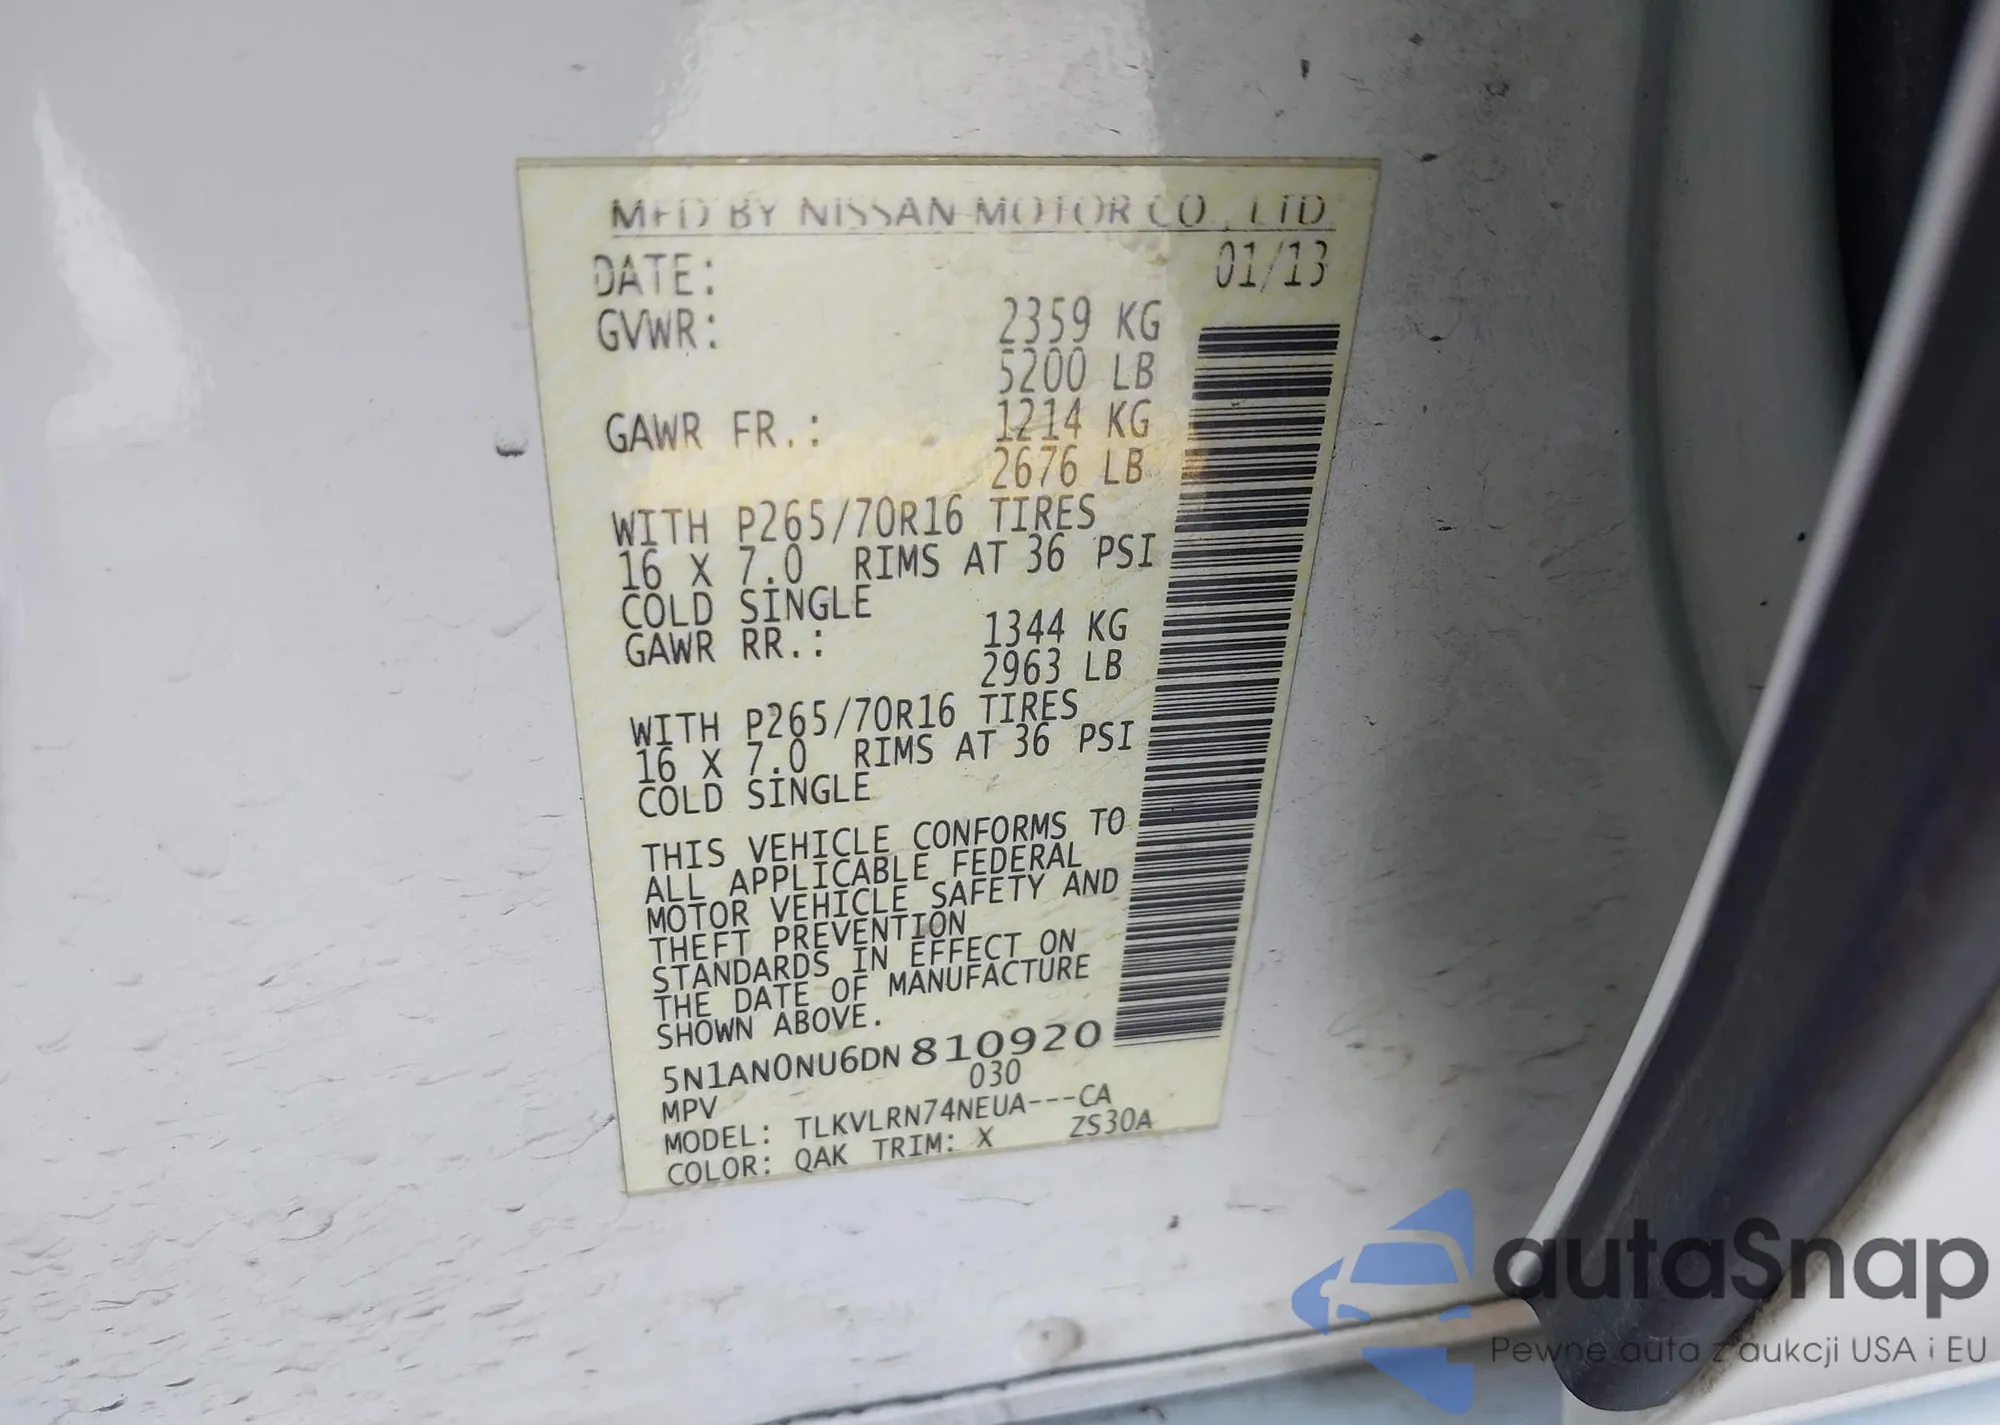 MFD BY NISSAN MOTOR CO., LTD
DATE: 01/13
GVWR: 2359 KG
5200 LB
GAWR FR.: 1214 KG
2676 LB
WITH P265/70R16 TIRES
16 X 7.0 RIMS AT 36 PSI
COLD SINGLE
GAWR RR.: 1344 KG
2963 LB
WITH P265/70R16 TIRES
16 X 7.0 RIMS AT 36 PSI
COLD SINGLE
THIS VEHICLE CONFORMS TO
ALL APPLICABLE FEDERAL
MOTOR VEHICLE SAFETY AND
THEFT PREVENTION
STANDARDS IN EFFECT ON
THE DATE OF MANUFACTURE
SHOWN ABOVE.
5N1AN0NU6DN 810920
MPV 030
MODEL: TLKVLRN74NEUA---CA
COLOR: QAK TRIM: X ZS30A
autaSnap
Pewne auta z aukcji USA i EU